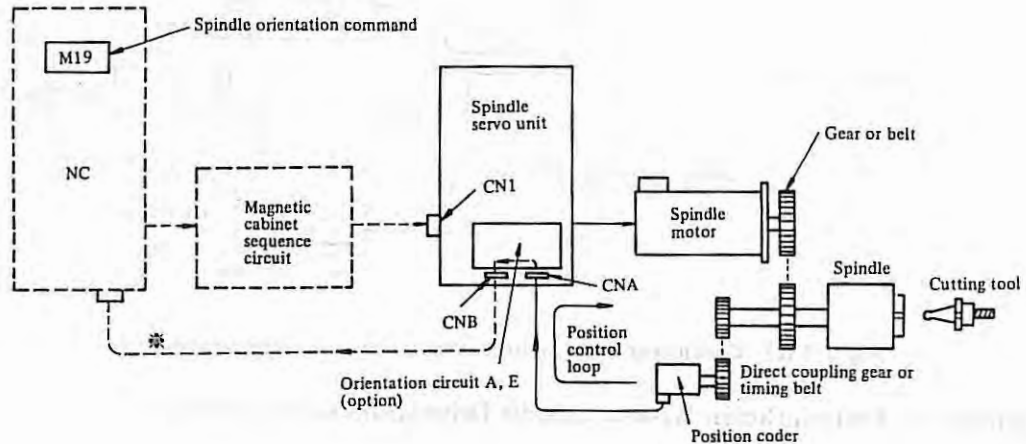 Spindle orientation command
M19
NC
Magnetic
cabinet
sequence
circuit
Spindle
servo unit
CN1
CNB
CNA
Orientation circuit A, E
(option)
Position
control
loop
Spindle
motor
Gear or belt
Spindle
Cutting tool
Direct coupling gear or
timing belt
Position coder